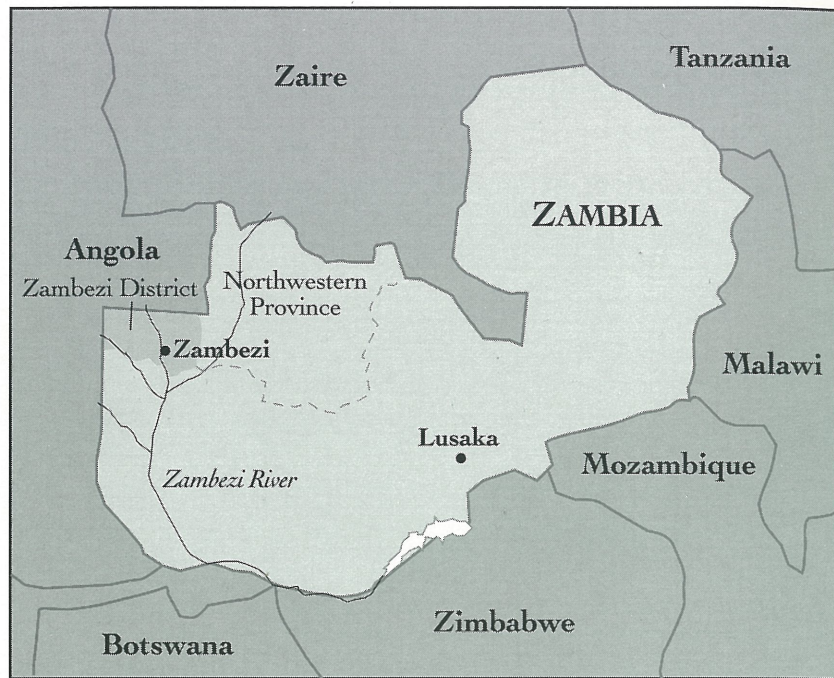 Tanzania
Zaire
ZAMBIA
Angola
Zambezi District
Northwestern
Province
Zambezi
Malawi
Lusaka
Mozambique
Zambezi River
Zimbabwe
Botswana